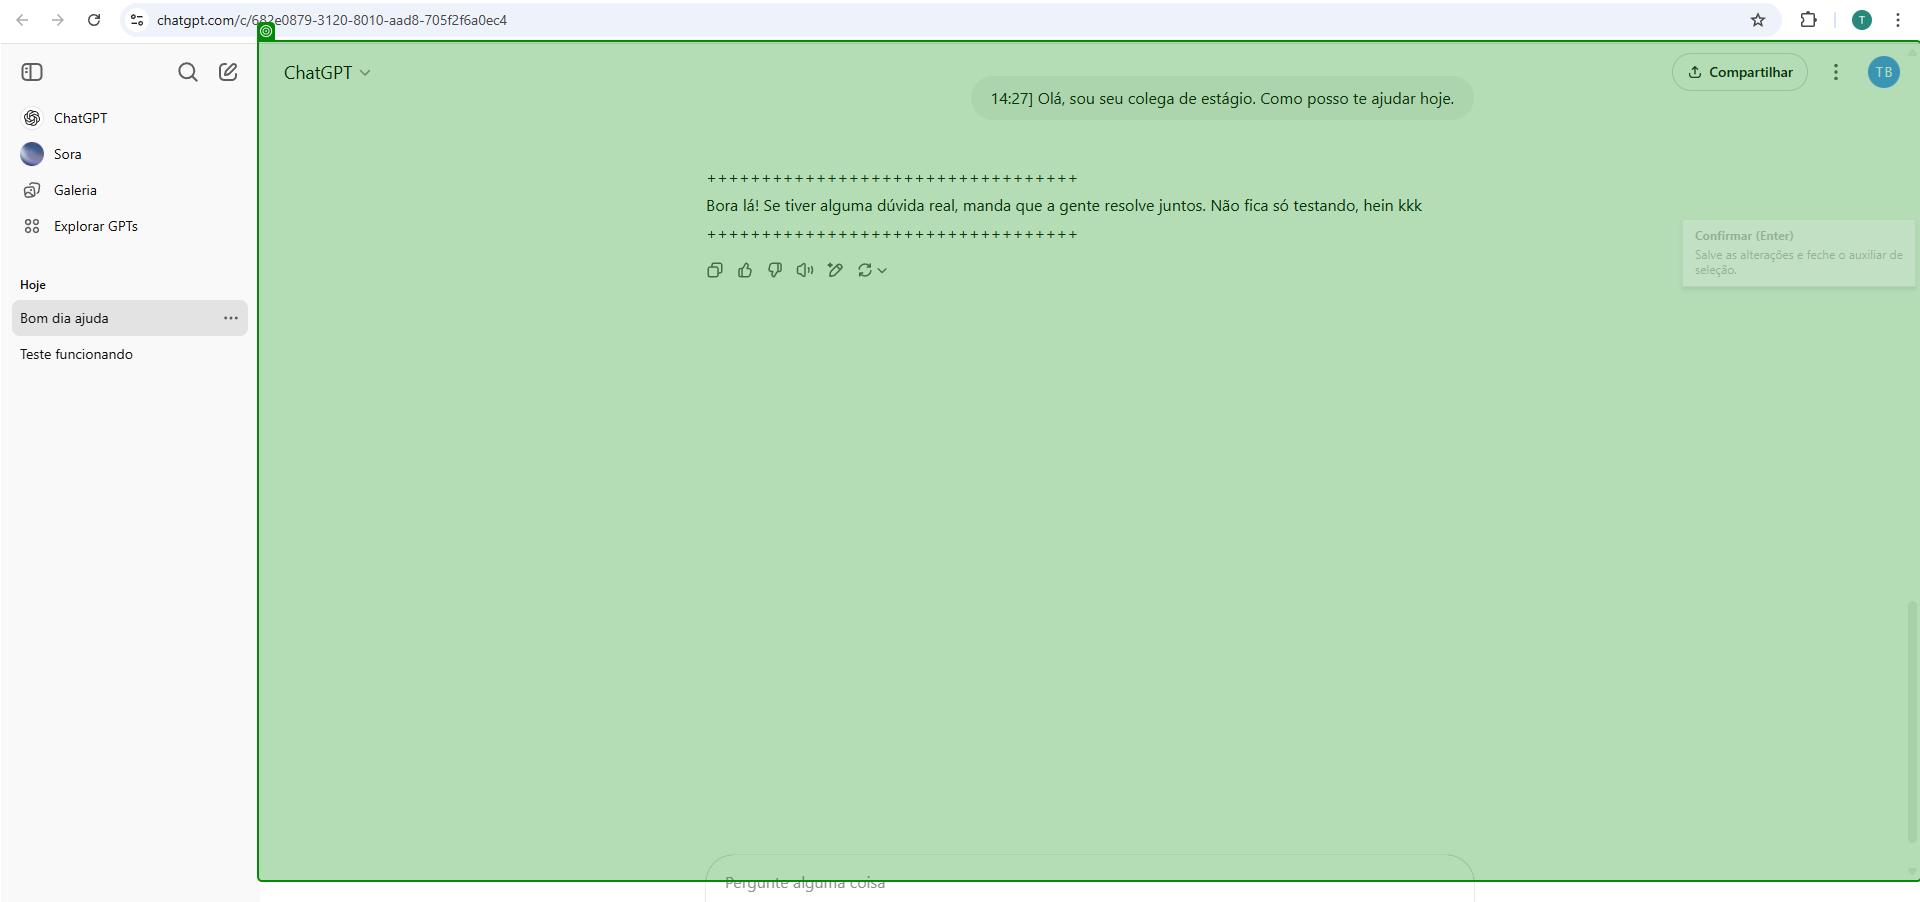 chatgpt.com/c/682e0879-3120-8010-aad8-705f2f6a0ec4
T
ChatGPT
Compartilhar
TB
14:27] Olá, sou seu colega de estágio. Como posso te ajudar hoje.
ChatGPT
Sora
Galeria
Explorar GPTs
Hoje
Bom dia ajuda
Teste funcionando
++++++++++++++++++++++++++++++++++
Bora lá! Se tiver alguma dúvida real, manda que a gente resolve juntos. Não fica só testando, hein kkk
++++++++++++++++++++++++++++++++++
Confirmar (Enter)
Salve as alterações e feche o auxiliar de
seleção.
Pergunte alguma coisa